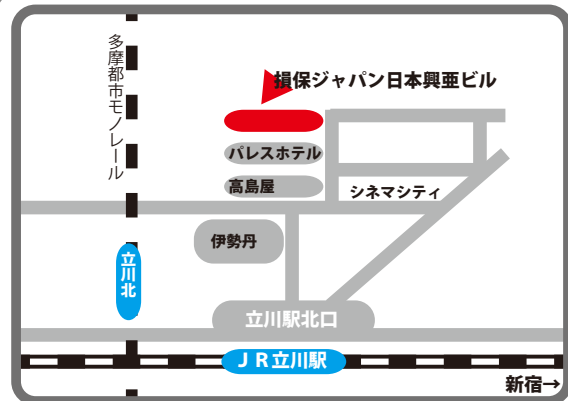 多摩都市モノレール
損保ジャパン日本興亜ビル
パレスホテル
高島屋
シネマシティ
伊勢丹
立川北
立川駅北口
ＪＲ立川駅
新宿→